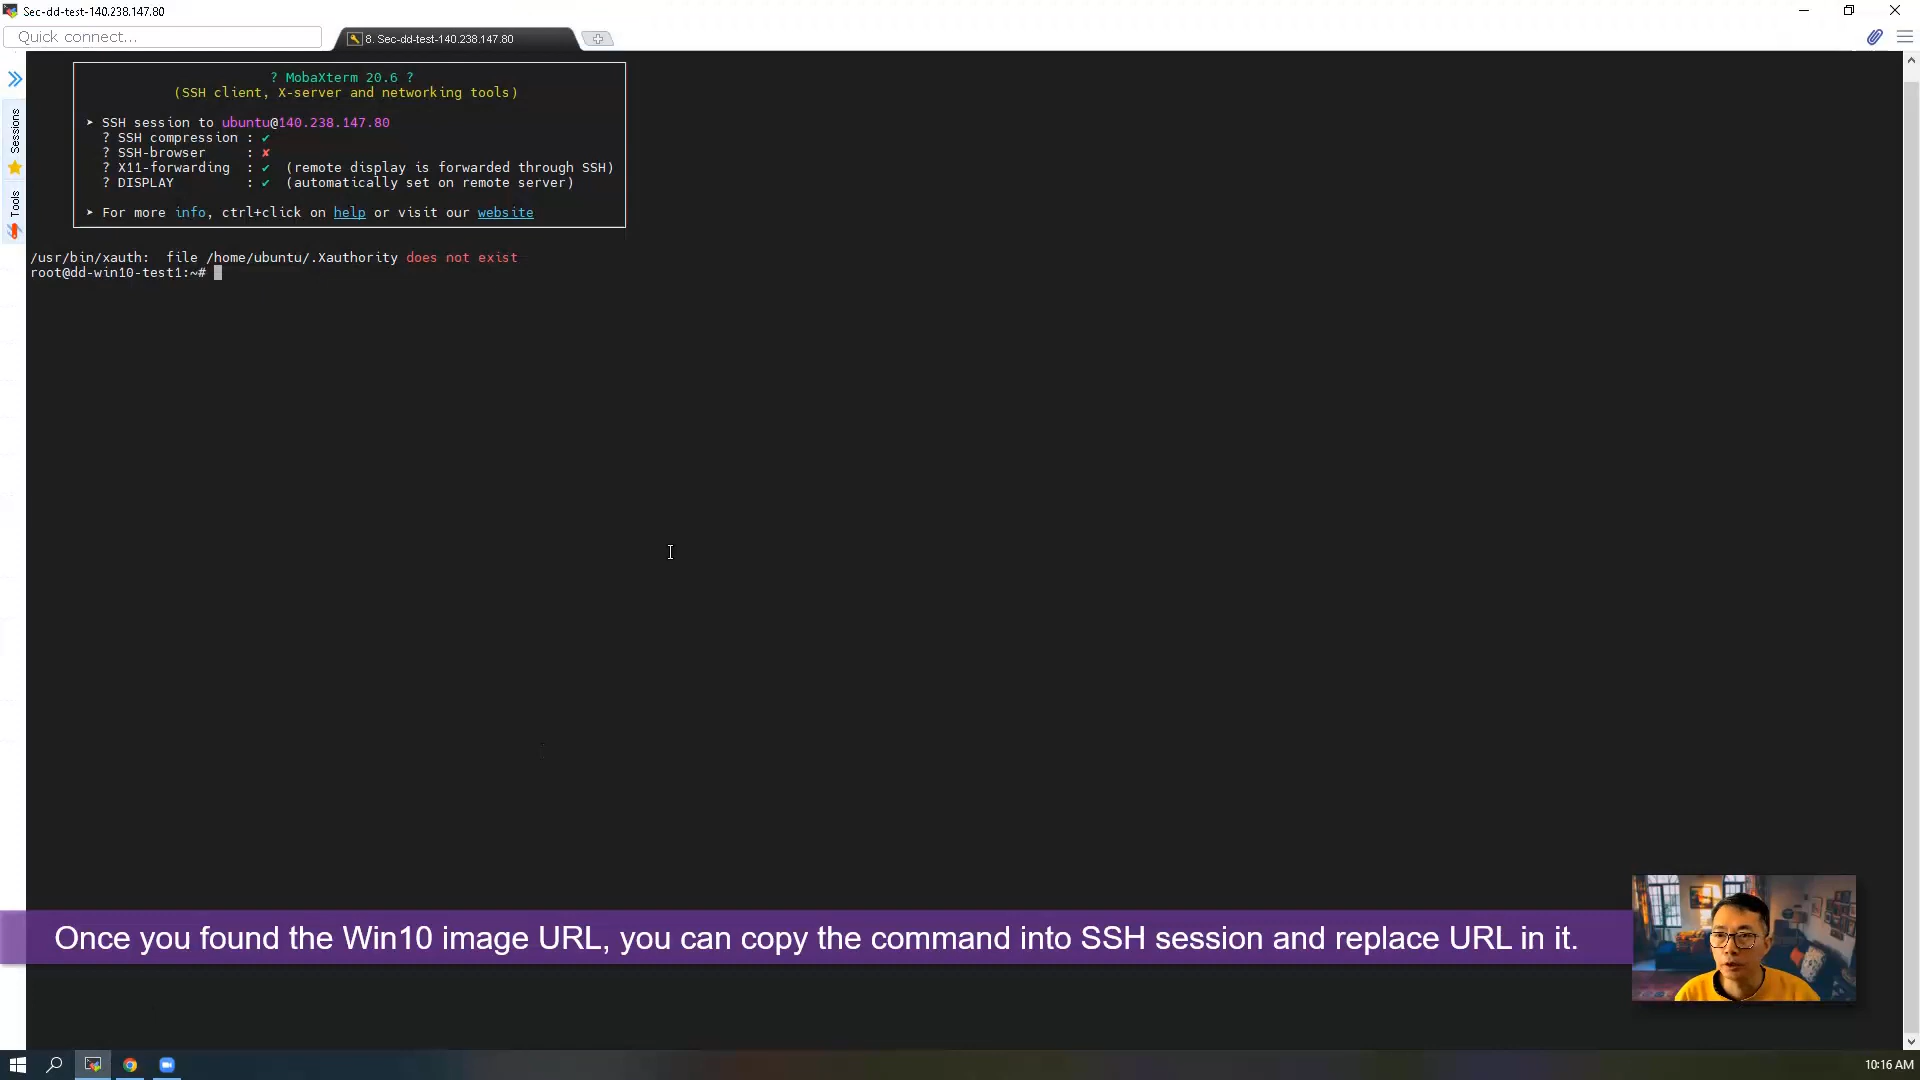 Sec-dd-test-140.238.147.80
Quick connect...
8. Sec-dd-test-140.238.147.80
Sessions
Tools
? MobaXterm 20.6 ?
(SSH client, X-server and networking tools)
➤ SSH session to ubuntu@140.238.147.80
? SSH compression : ✔
? SSH-browser : ✘
? X11-forwarding : ✔ (remote display is forwarded through SSH)
? DISPLAY : ✔ (automatically set on remote server)
➤ For more info, ctrl+click on help or visit our website
/usr/bin/xauth: file /home/ubuntu/.Xauthority does not exist
root@dd-win10-test1:~#
Once you found the Win10 image URL, you can copy the command into SSH session and replace URL in it.
10:16 AM